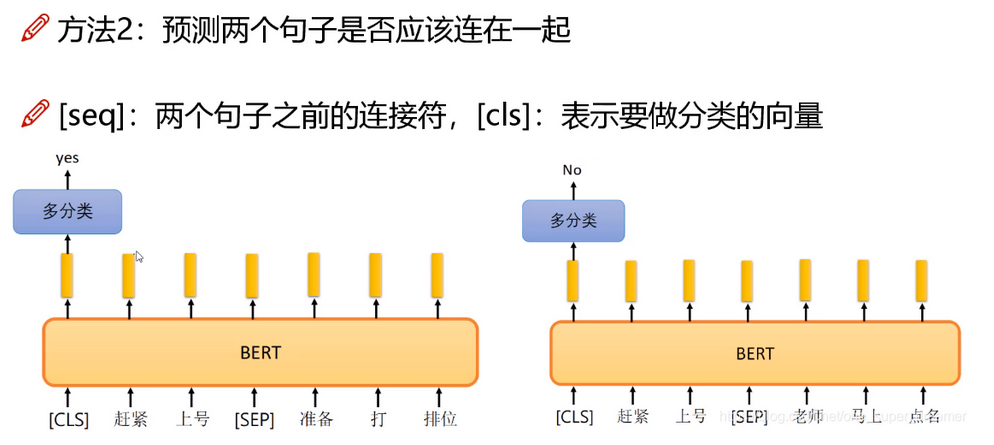 方法2：预测两个句子是否应该连在一起
[seq]：两个句子之前的连接符，[cls]：表示要做分类的向量
yes
多分类
BERT
[CLS] 赶紧 上号 [SEP] 准备 打 排位
No
多分类
BERT
[CLS] 赶紧 上号 [SEP] 老师 马上 点名